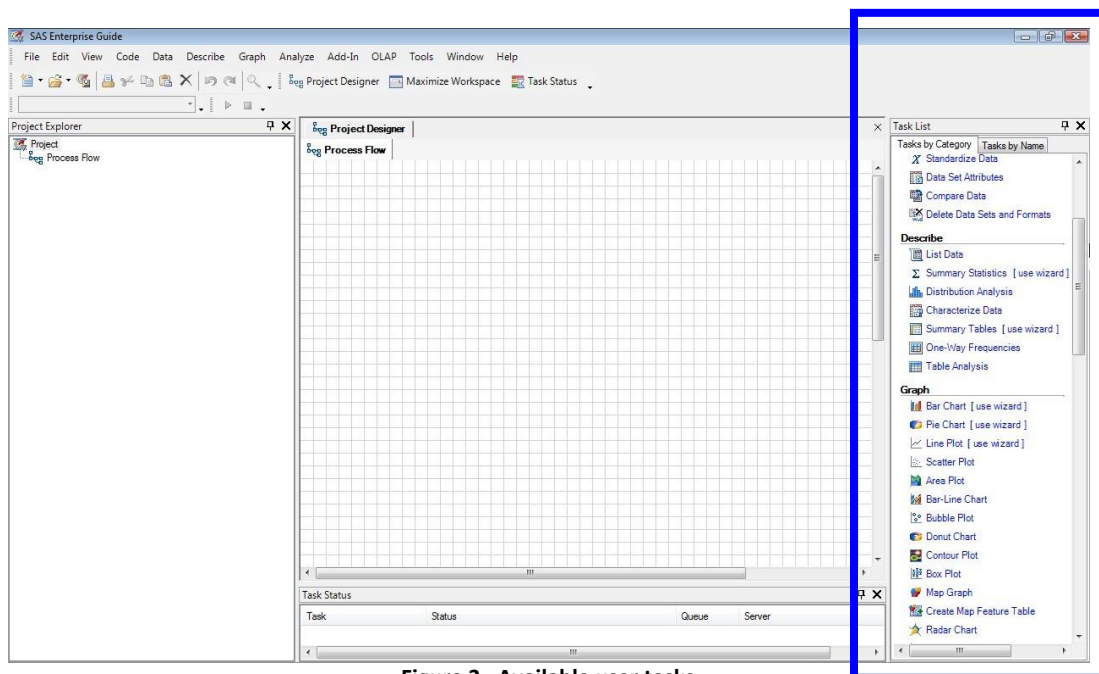 SAS Enterprise Guide
File Edit View Code Data Describe Graph Analyze Add-In OLAP Tools Window Help
Project Designer Maximize Workspace Task Status
Project Explorer
Project
Process Flow
Project Designer
Process Flow
Task Status
Task Status Queue Server
Task List
Tasks by Category Tasks by Name
Standardize Data
Data Set Attributes
Compare Data
Delete Data Sets and Formats
Describe
List Data
Summary Statistics [ use wizard ]
Distribution Analysis
Characterize Data
Summary Tables [ use wizard ]
One-Way Frequencies
Table Analysis
Graph
Bar Chart [ use wizard ]
Pie Chart [ use wizard ]
Line Plot [ use wizard ]
Scatter Plot
Area Plot
Bar-Line Chart
Bubble Plot
Donut Chart
Contour Plot
Box Plot
Map Graph
Create Map Feature Table
Radar Chart